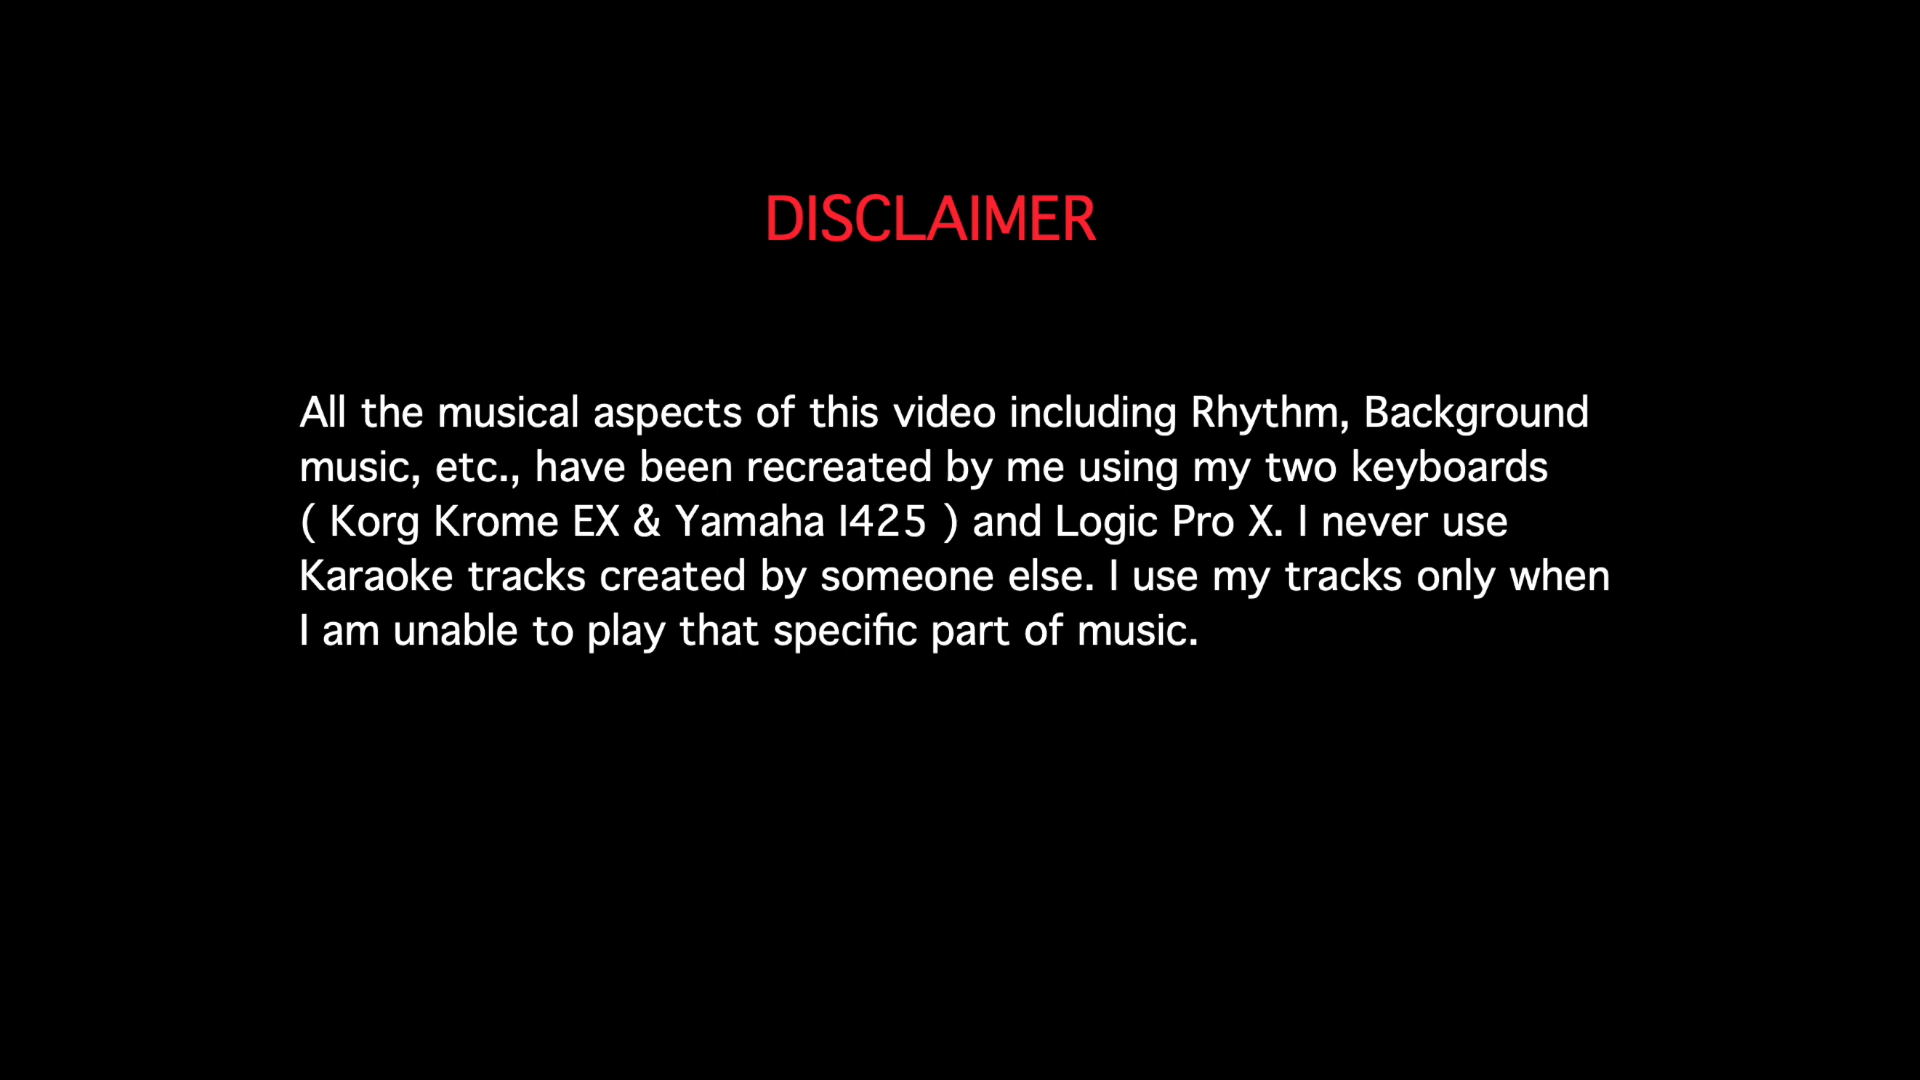 DISCLAIMER
All the musical aspects of this video including Rhythm, Background
music, etc., have been recreated by me using my two keyboards
( Korg Krome EX & Yamaha I425 ) and Logic Pro X. I never use
Karaoke tracks created by someone else. I use my tracks only when
I am unable to play that specific part of music.